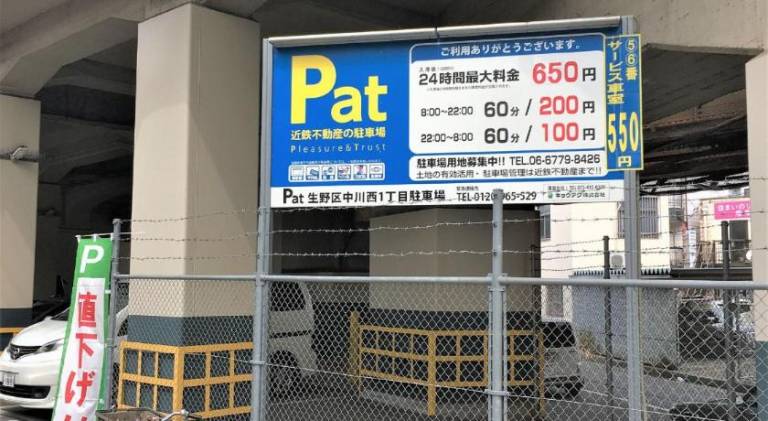 Pat
近鉄不動産の駐車場
Pleasure&Trust
ご利用ありがとうございます。
24時間最大料金 650円
8:00~22:00 60分/200円
22:00~8:00 60分/100円
駐車場用地募集中!! TEL.06-6779-8426
土地の有効活用・駐車場管理は近鉄不動産まで!!
Pat 生野区中川西1丁目駐車場 TEL 0120-965-529
⑤⑥番
サービス車室
550円
P
直下げ